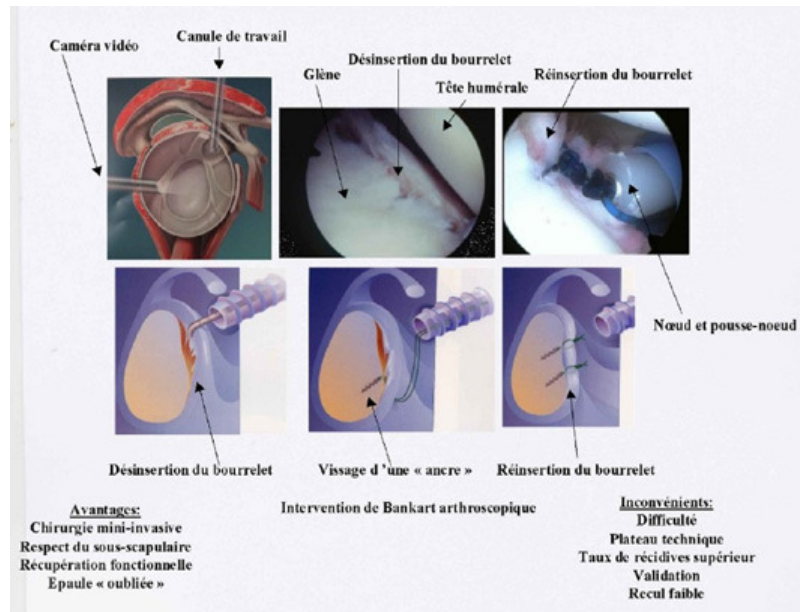 Canule de travail
Caméra vidéo
Désinsertion du bourrelet
Glène
Tête humérale
Réinsertion du bourrelet
Nœud et pousse-noeud
Désinsertion du bourrelet
Vissage d'une « ancre »
Réinsertion du bourrelet
Intervention de Bankart arthroscopique
Avantages:
Chirurgie mini-invasive
Respect du sous-scapulaire
Récupération fonctionnelle
Epaule « oubliée »
Inconvénients:
Difficulté
Plateau technique
Taux de récidives supérieur
Validation
Recul faible